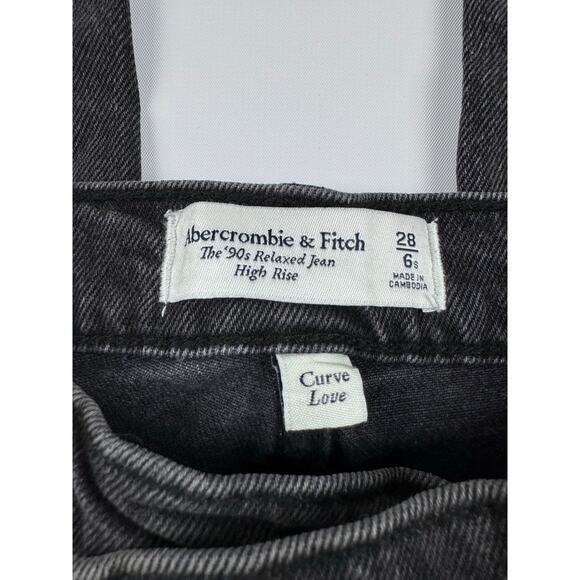 Abercrombie & Fitch
The '90s Relaxed Jean
High Rise
28
6s
MADE IN
CAMBODIA
Curve
Love